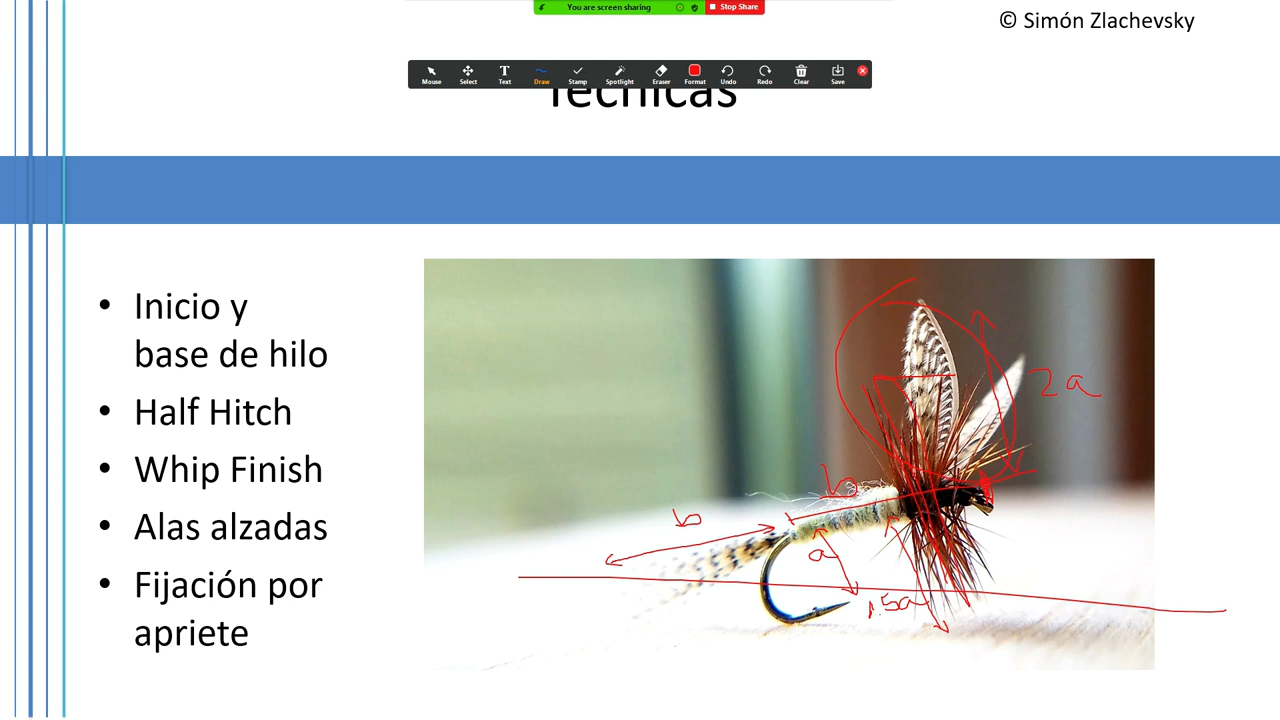 You are screen sharing
Stop Share
© Simón Zlachevsky
Mouse
Select
Text
Draw
Stamp
Spotlight
Eraser
Format
Undo
Redo
Clear
Save
Técnicas
• Inicio y
base de hilo
• Half Hitch
• Whip Finish
• Alas alzadas
• Fijación por
apriete
2a
b
b
a
1.5a